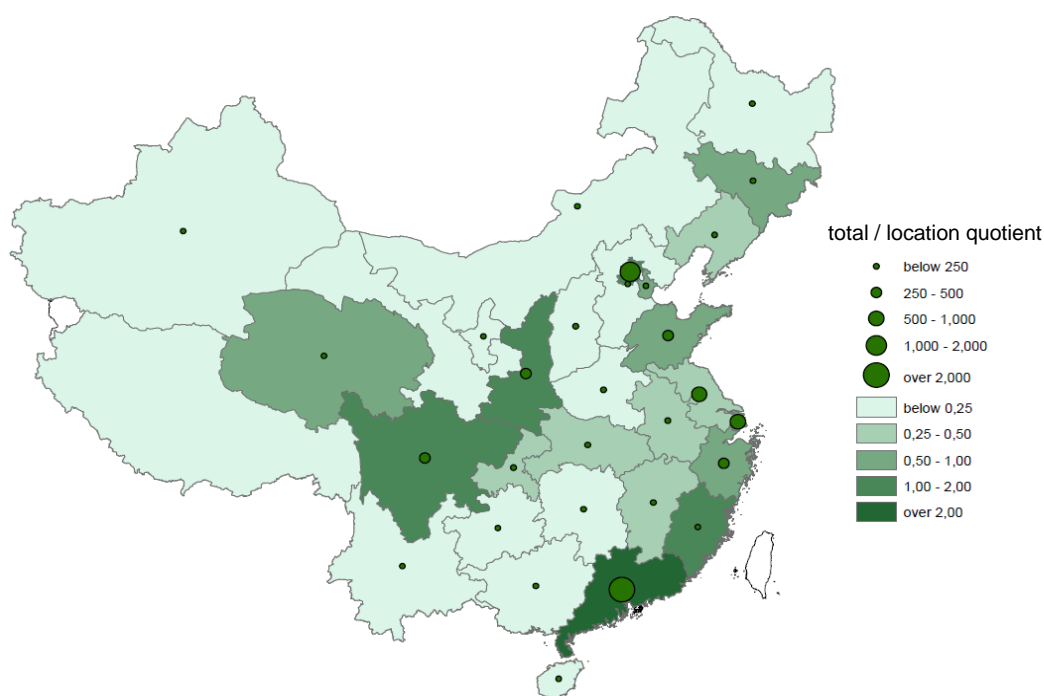 total / location quotient
below 250
250 - 500
500 - 1,000
1,000 - 2,000
over 2,000
below 0,25
0,25 - 0,50
0,50 - 1,00
1,00 - 2,00
over 2,00